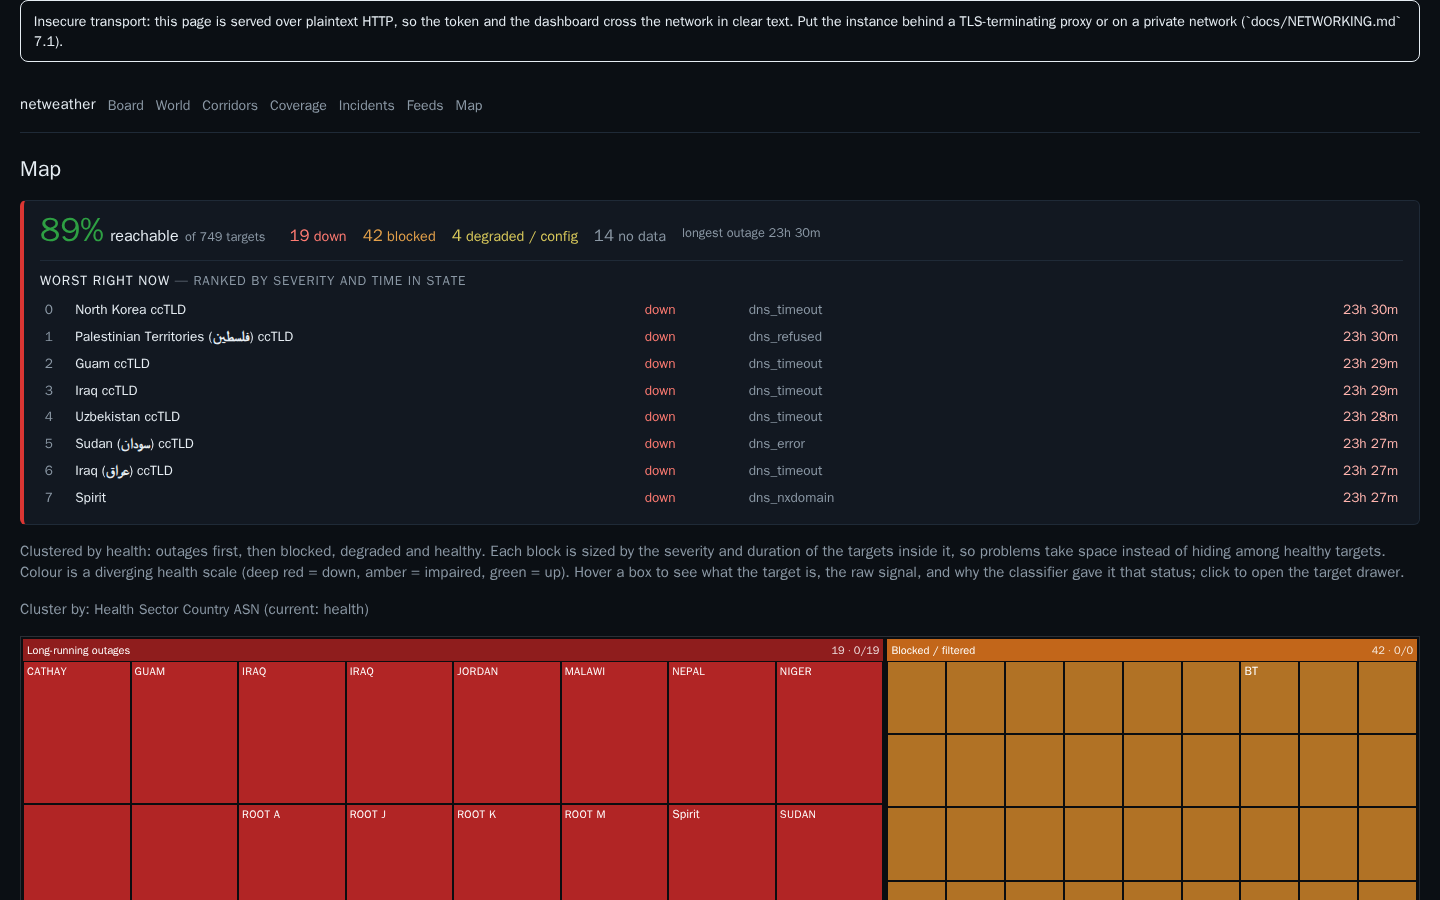 Insecure transport: this page is served over plaintext HTTP, so the token and the dashboard cross the network in clear text. Put the instance behind a TLS-terminating proxy or on a private network (`docs/NETWORKING.md`
7.1).
netweather Board World Corridors Coverage Incidents Feeds Map
Map
89% reachable of 749 targets 19 down 42 blocked 4 degraded / config 14 no data longest outage 23h 30m
WORST RIGHT NOW — RANKED BY SEVERITY AND TIME IN STATE
0 North Korea ccTLD down dns_timeout 23h 30m
1 Palestinian Territories (فلسطين) ccTLD down dns_refused 23h 30m
2 Guam ccTLD down dns_timeout 23h 29m
3 Iraq ccTLD down dns_timeout 23h 29m
4 Uzbekistan ccTLD down dns_timeout 23h 28m
5 Sudan (سودان) ccTLD down dns_error 23h 27m
6 Iraq (عراق) ccTLD down dns_timeout 23h 27m
7 Spirit down dns_nxdomain 23h 27m
Clustered by health: outages first, then blocked, degraded and healthy. Each block is sized by the severity and duration of the targets inside it, so problems take space instead of hiding among healthy targets.
Colour is a diverging health scale (deep red = down, amber = impaired, green = up). Hover a box to see what the target is, the raw signal, and why the classifier gave it that status; click to open the target drawer.
Cluster by: Health Sector Country ASN (current: health)
Long-running outages 19 · 0/19 Blocked / filtered 42 · 0/0
CATHAY GUAM IRAQ IRAQ JORDAN MALAWI NEPAL NIGER BT
ROOT A ROOT J ROOT K ROOT M Spirit SUDAN